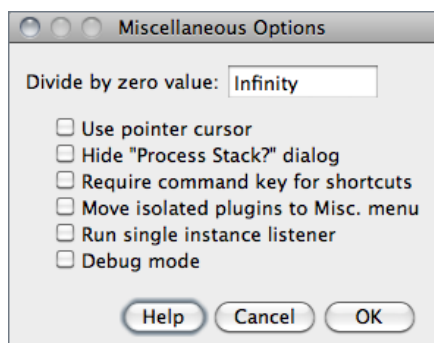 Miscellaneous Options
Divide by zero value: Infinity
Use pointer cursor
Hide "Process Stack?" dialog
Require command key for shortcuts
Move isolated plugins to Misc. menu
Run single instance listener
Debug mode
Help Cancel OK